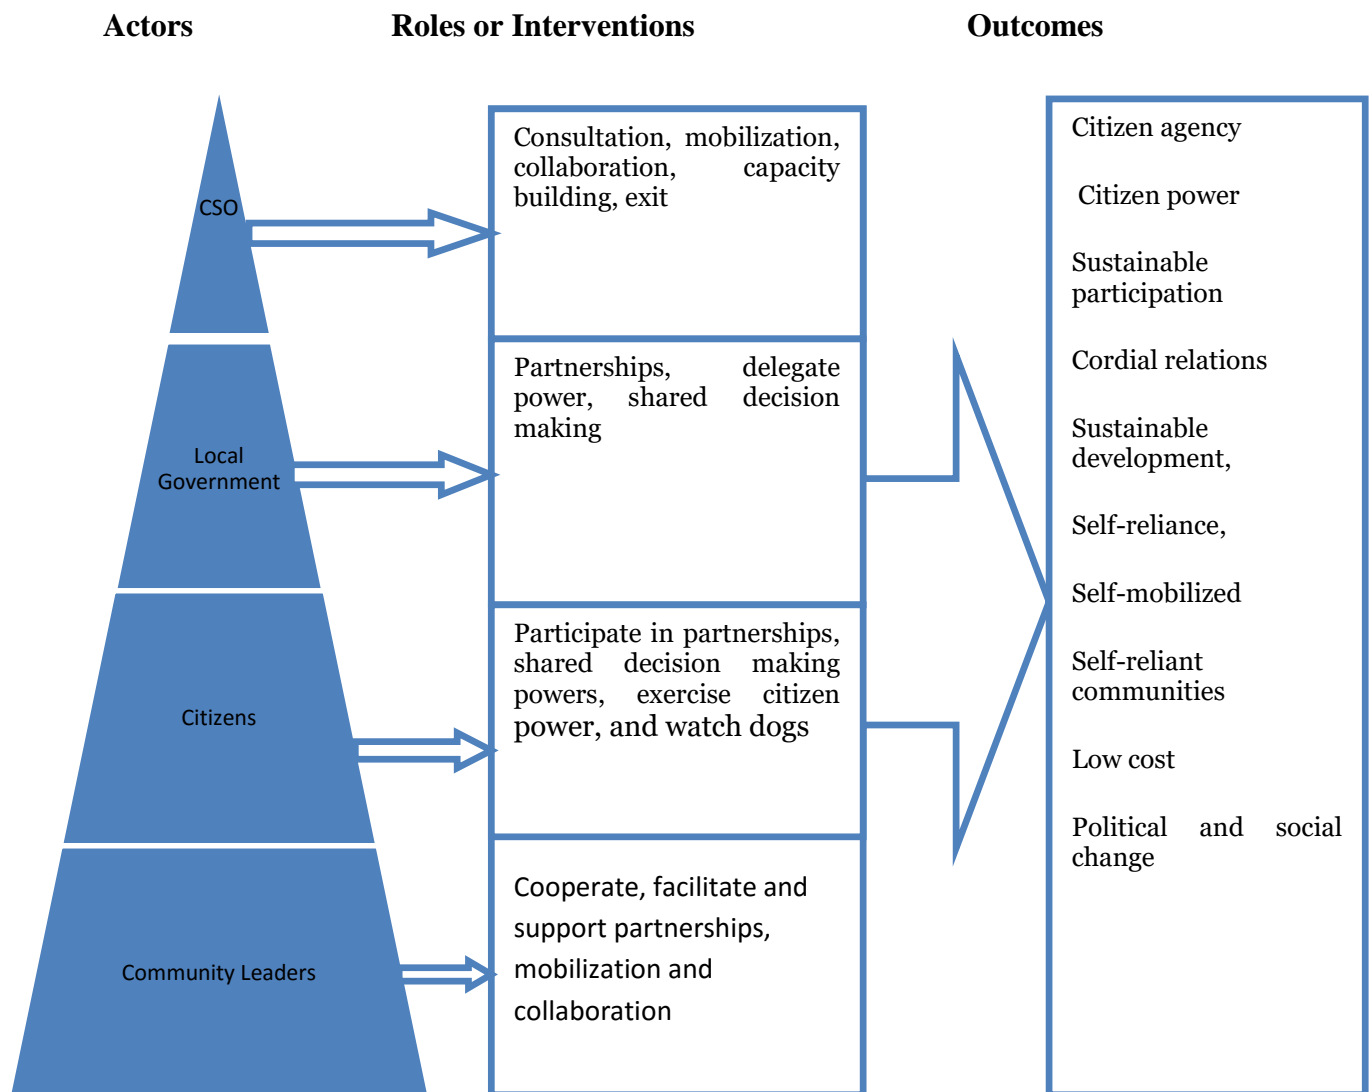 Actors Roles or Interventions Outcomes
CSO
Consultation, mobilization,
collaboration, capacity
building, exit
Local
Government
Partnerships, delegate
power, shared decision
making
Citizens
Participate in partnerships,
shared decision making
powers, exercise citizen
power, and watch dogs
Community Leaders
Cooperate, facilitate and
support partnerships,
mobilization and
collaboration
Citizen agency
Citizen power
Sustainable
participation
Cordial relations
Sustainable
development,
Self-reliance,
Self-mobilized
Self-reliant
communities
Low cost
Political and social
change